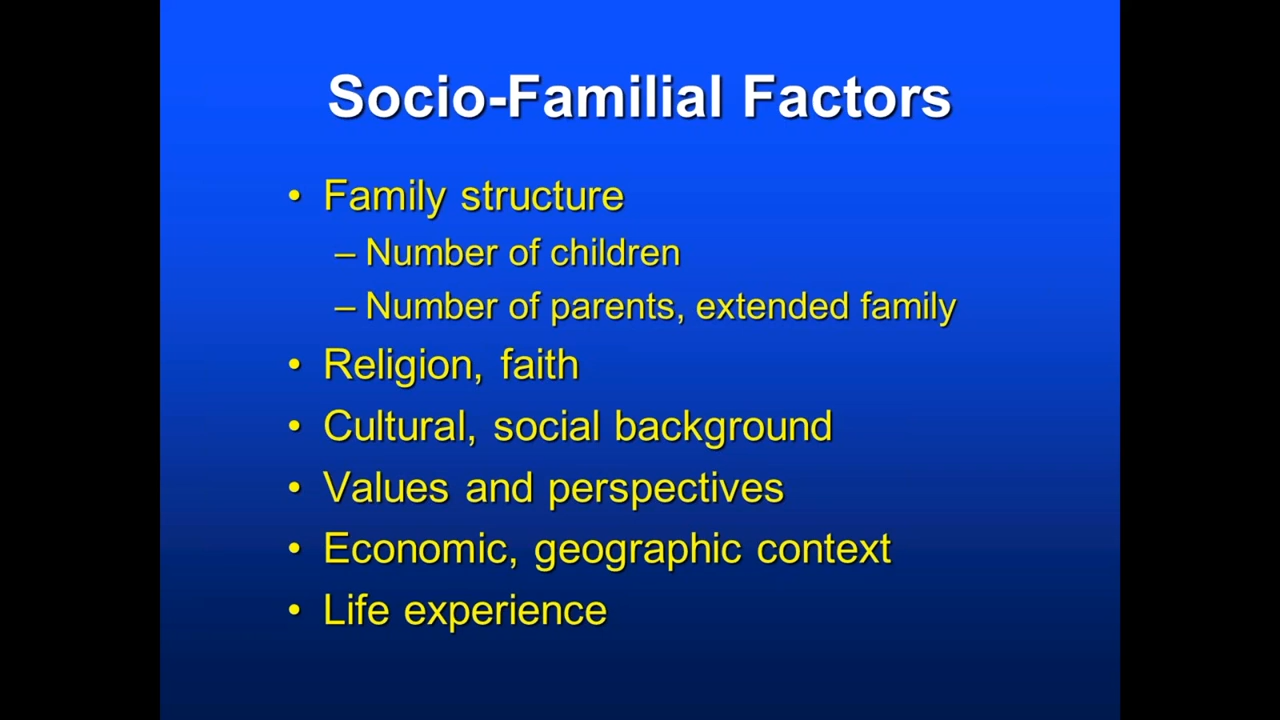 Socio-Familial Factors
• Family structure
– Number of children
– Number of parents, extended family
• Religion, faith
• Cultural, social background
• Values and perspectives
• Economic, geographic context
• Life experience